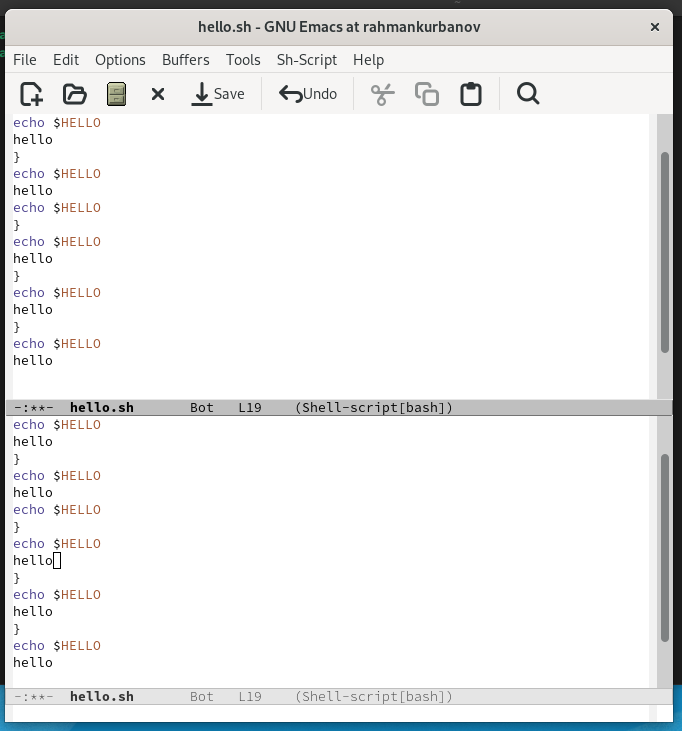 hello.sh - GNU Emacs at rahmankurbanov
File Edit Options Buffers Tools Sh-Script Help
Save Undo
echo $HELLO
hello
}
echo $HELLO
hello
echo $HELLO
}
echo $HELLO
hello
}
echo $HELLO
hello
}
echo $HELLO
hello
-:**- hello.sh Bot L19 (Shell-script[bash])
echo $HELLO
hello
}
echo $HELLO
hello
echo $HELLO
}
echo $HELLO
hello
}
echo $HELLO
hello
}
echo $HELLO
hello
-:**- hello.sh Bot L19 (Shell-script[bash])